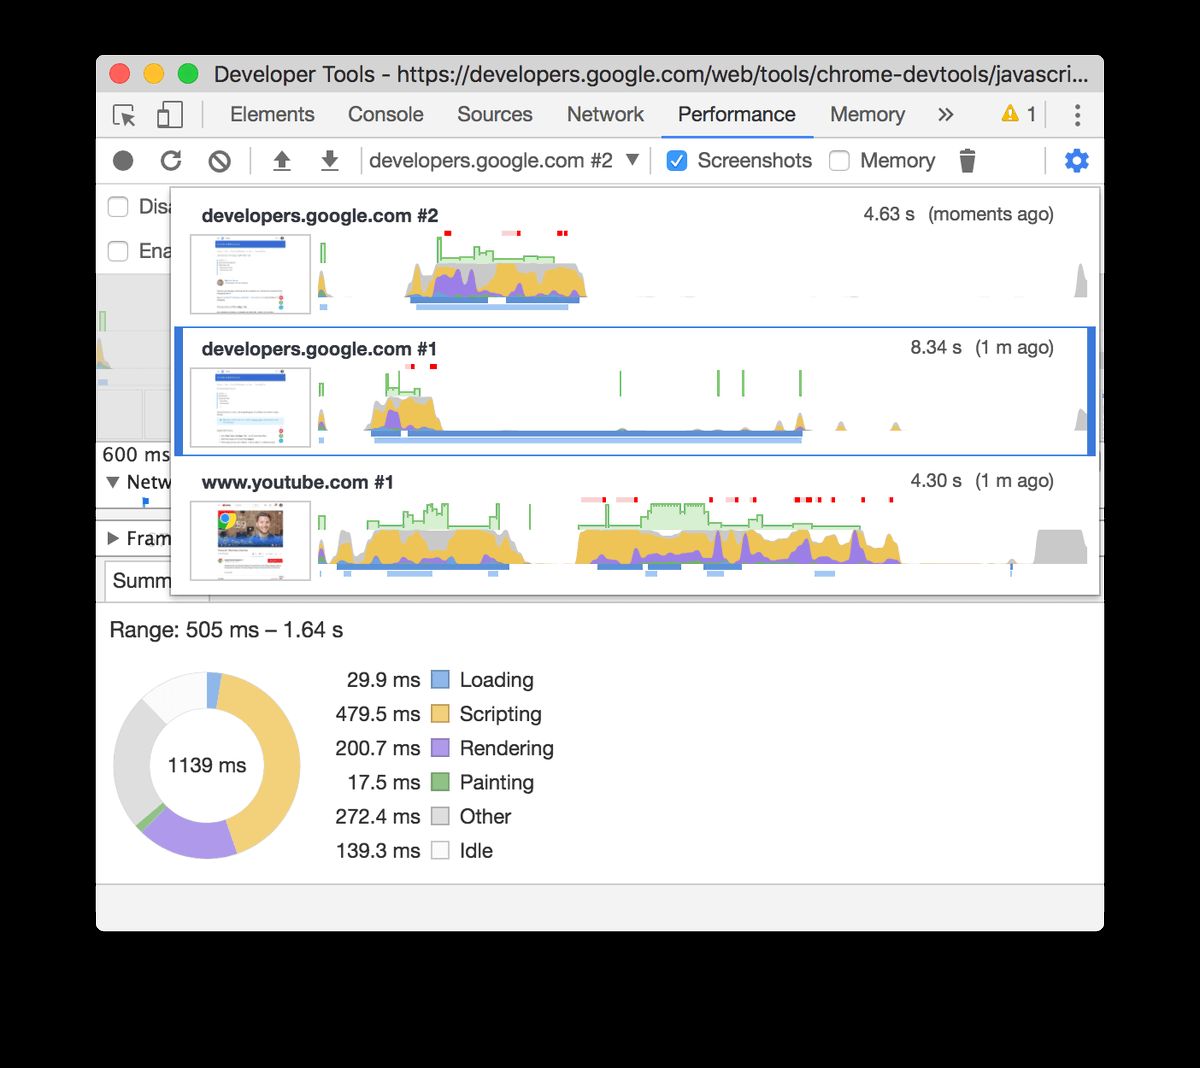 Developer Tools - https://developers.google.com/web/tools/chrome-devtools/javascri...
Elements Console Sources Network Performance Memory » 1
developers.google.com #2 ▼ Screenshots Memory
Disa
developers.google.com #2 4.63 s (moments ago)
Ena
developers.google.com #1 8.34 s (1 m ago)
600 ms
www.youtube.com #1 4.30 s (1 m ago)
▼ Netw
▶ Fram
Summ
Range: 505 ms – 1.64 s
29.9 ms Loading
479.5 ms Scripting
200.7 ms Rendering
17.5 ms Painting
272.4 ms Other
139.3 ms Idle
1139 ms